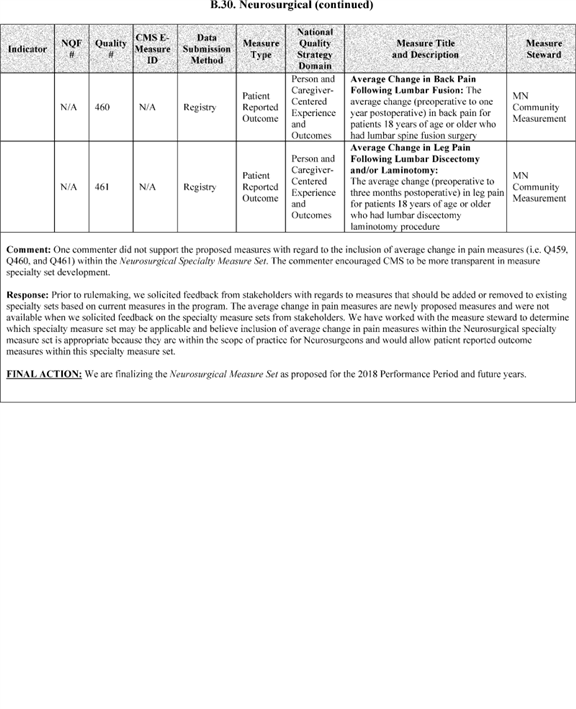 B.30. Neurosurgical (continued)
Indicator
NQF
#
Quality
#
CMS E-
Measure
ID
Data
Submission
Method
Measure
Type
National
Quality
Strategy
Domain
Measure Title
and Description
Measure
Steward
N/A
460
N/A
Registry
Patient
Reported
Outcome
Person and
Caregiver-
Centered
Experience
and
Outcomes
Average Change in Back Pain
Following Lumbar Fusion: The
average change (preoperative to one
year postoperative) in back pain for
patients 18 years of age or older who
had lumbar spine fusion surgery
MN
Community
Measurement
N/A
461
N/A
Registry
Patient
Reported
Outcome
Person and
Caregiver-
Centered
Experience
and
Outcomes
Average Change in Leg Pain
Following Lumbar Discectomy
and/or Laminotomy:
The average change (preoperative to
three months postoperative) in leg pain
for patients 18 years of age or older
who had lumbar discectomy
laminotomy procedure
MN
Community
Measurement
Comment: One commenter did not support the proposed measures with regard to the inclusion of average change in pain measures (i.e. Q459,
Q460, and Q461) within the Neurosurgical Specialty Measure Set. The commenter encouraged CMS to be more transparent in measure
specialty set development.
Response: Prior to rulemaking, we solicited feedback from stakeholders with regards to measures that should be added or removed to existing
specialty sets based on current measures in the program. The average change in pain measures are newly proposed measures and were not
available when we solicited feedback on the specialty measure sets from stakeholders. We have worked with the measure steward to determine
which specialty measure set may be applicable and believe inclusion of average change in pain measures within the Neurosurgical specialty
measure set is appropriate because they are within the scope of practice for Neurosurgeons and would allow patient reported outcome
measures within this specialty measure set.
FINAL ACTION: We are finalizing the Neurosurgical Measure Set as proposed for the 2018 Performance Period and future years.